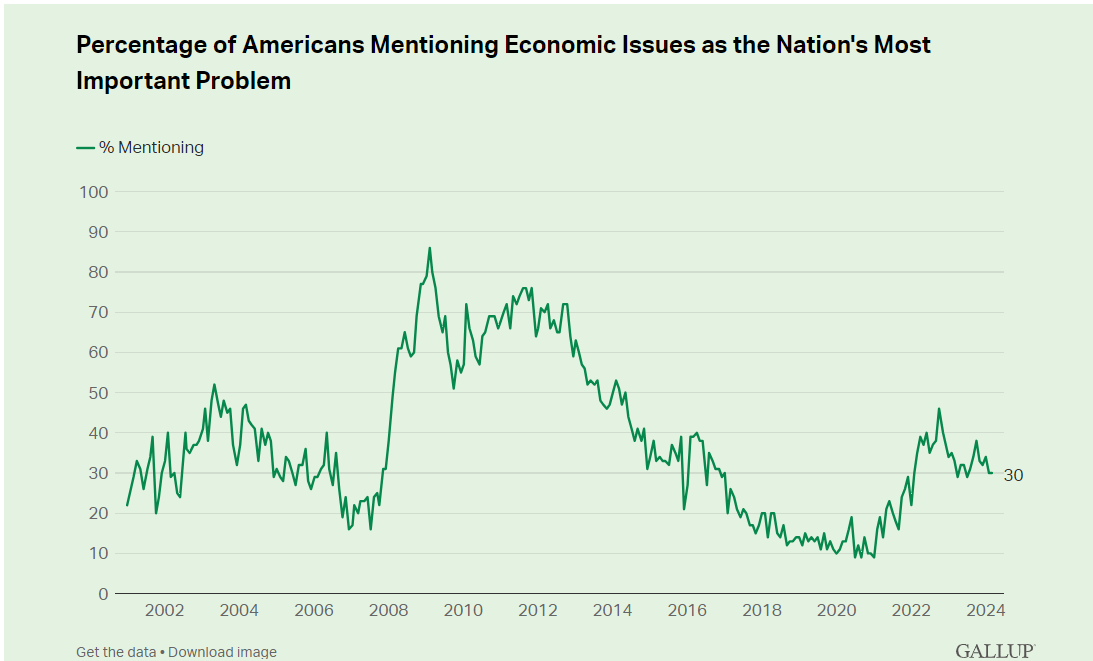 Percentage of Americans Mentioning Economic Issues as the Nation's Most
Important Problem
% Mentioning
100
90
80
70
60
50
40
30
30
20
10
0
2002 2004 2006 2008 2010 2012 2014 2016 2018 2020 2022 2024
Get the data • Download image
GALLUP